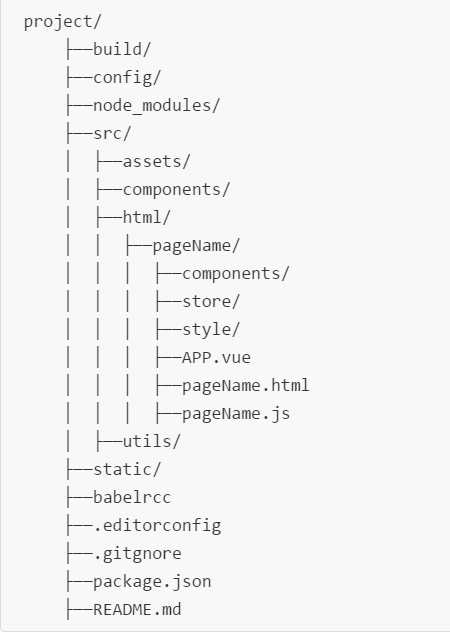 project/
├──build/
├──config/
├──node_modules/
├──src/
│  ├──assets/
│  ├──components/
│  ├──html/
│  │  ├──pageName/
│  │  │  ├──components/
│  │  │  ├──store/
│  │  │  ├──style/
│  │  │  ├──APP.vue
│  │  │  ├──pageName.html
│  │  │  ├──pageName.js
│  ├──utils/
├──static/
├──babelrcc
├──.editorconfig
├──.gitgnore
├──package.json
├──README.md